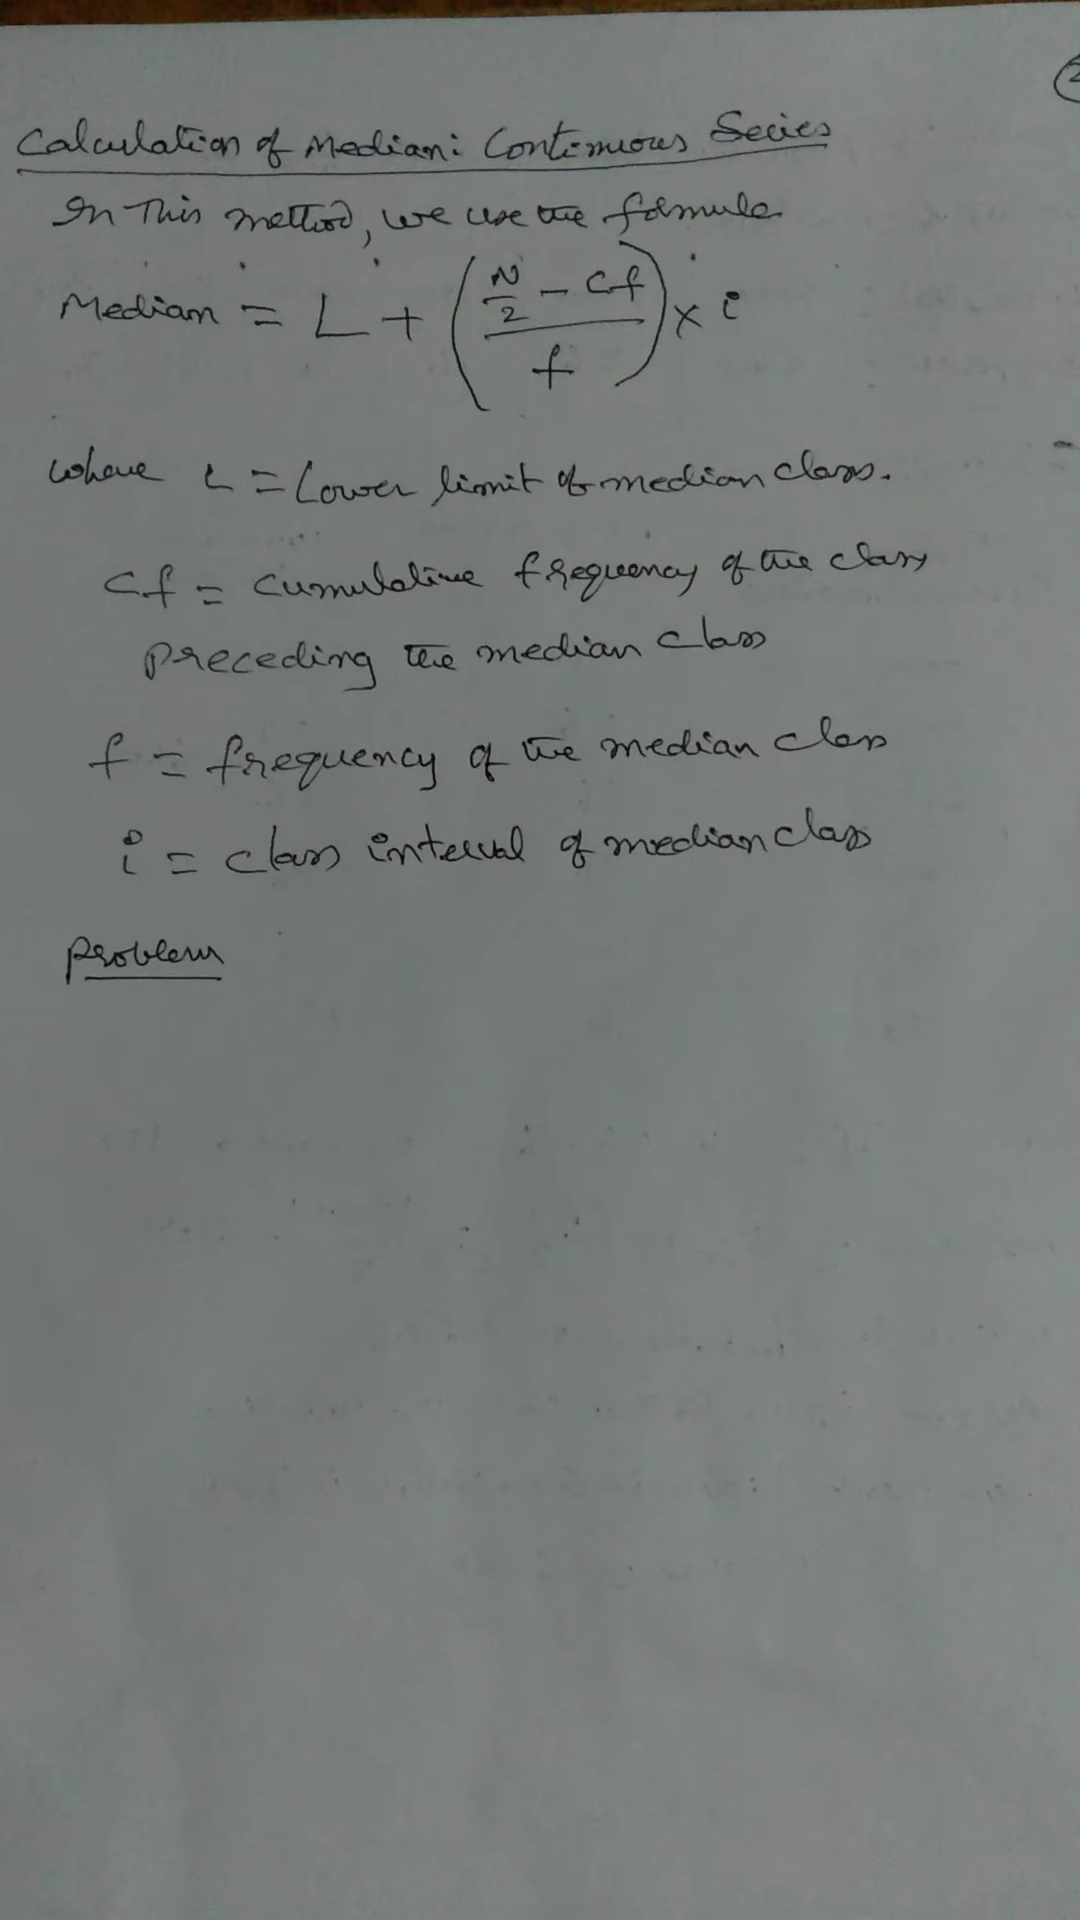 2
Calculation of Median: Continuous Series
In This method, we use the formula
Median = L + ( (N/2 - Cf) / f ) × i
where L = Lower limit of median class.
Cf = Cumulative frequency of the class
preceding the median class
f = frequency of the median class
i = class interval of median class
Problem